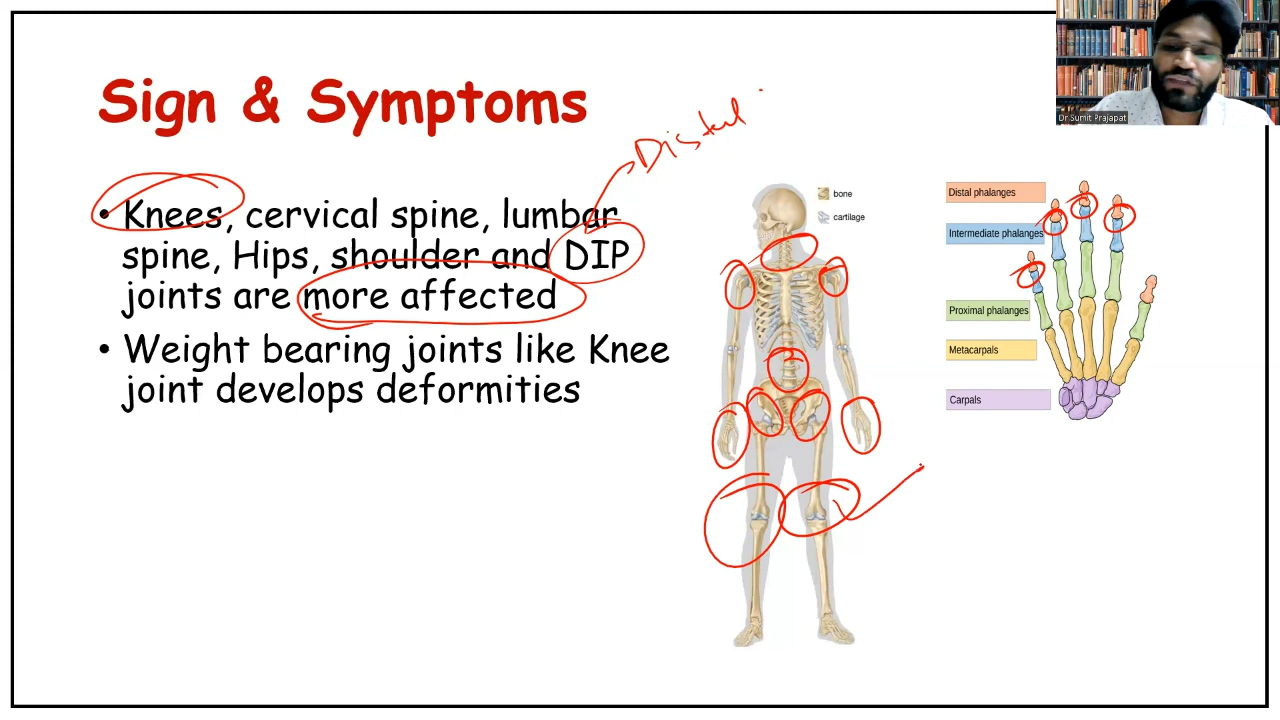 Dr Sumit Prajapat
Sign & Symptoms
Distal
• Knees, cervical spine, lumbar
spine, Hips, shoulder and DIP
joints are more affected
• Weight bearing joints like Knee
joint develops deformities
bone
cartilage
Distal phalanges
Intermediate phalanges
Proximal phalanges
Metacarpals
Carpals